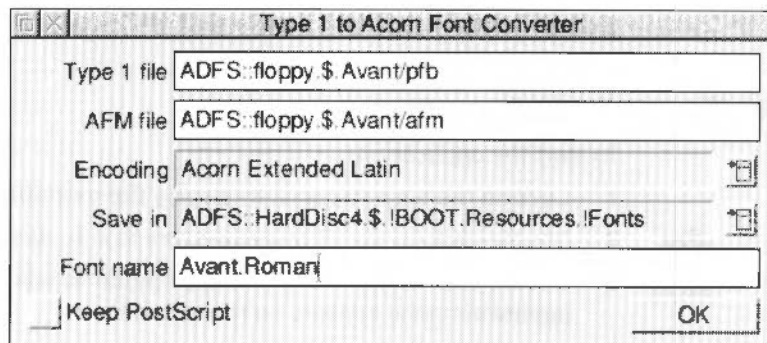 Type 1 to Acorn Font Converter
Type 1 file ADFS::floppy.$.Avant/pfb
AFM file ADFS::floppy.$.Avant/afm
Encoding Acorn Extended Latin
Save in ADFS::HardDisc4.$.!BOOT.Resources.!Fonts
Font name Avant.Roman
Keep PostScript OK